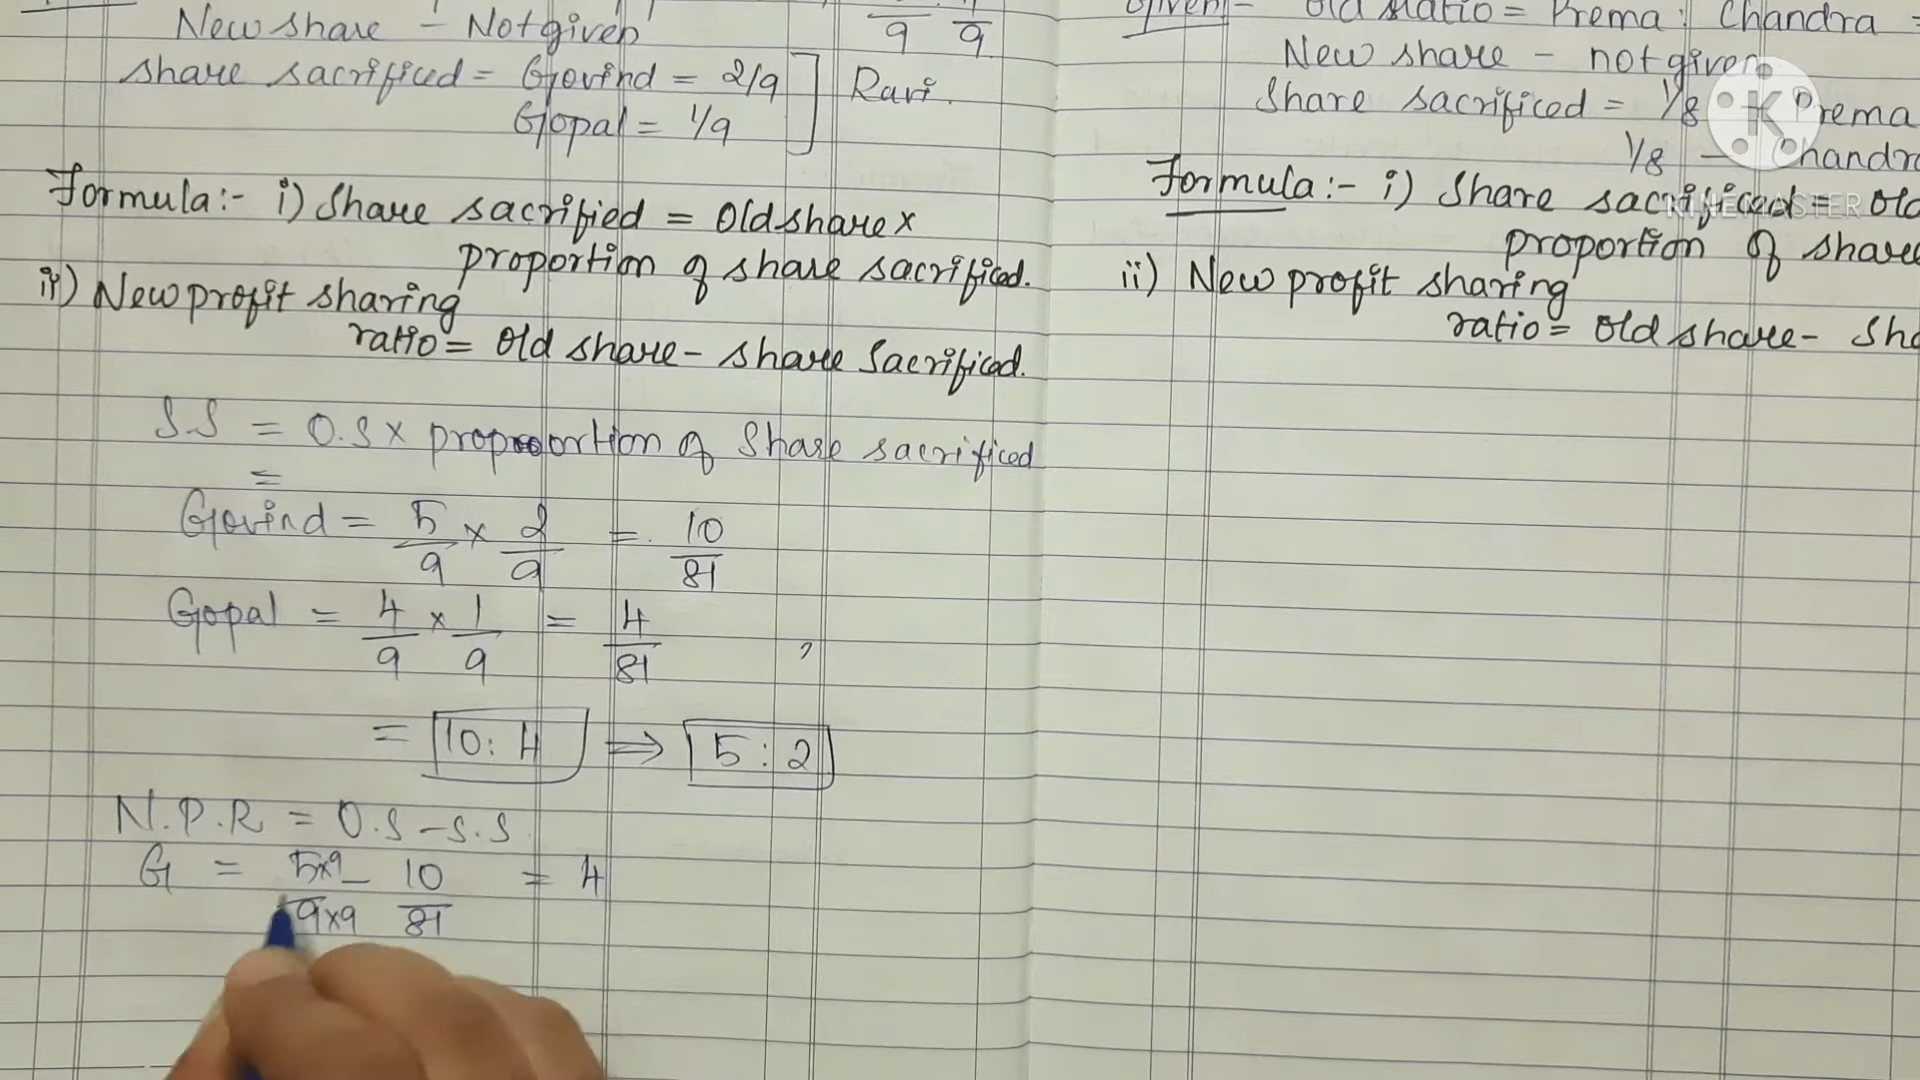 New share - Not given
9 9
Share sacrificed = Govind = 2/9
Gopal = 1/9
Ravi.
Formula:- i) Share sacrified = Old share x
proportion of share sacrificed.
ii) New profit sharing
ratio = Old share - share Sacrificed.
S.S = O.S x proportion of Share sacrificed
=
Govind = 5/9 x 2/9 = 10/81
Gopal = 4/9 x 1/9 = 4/81 ,
= 10:4 ⇒ 5:2
N.P.R = O.S - S.S
G = 5x9/9x9 - 10/81 = 4
Given:- Old Ratio = Prema : Chandra =
New share - not given
Share sacrificed = 1/8 - Prema
1/8 - Chandra
Formula:- i) Share sacrificed = Old
proportion of share
ii) New profit sharing
ratio = Old share - Sha
K
KINEMASTER